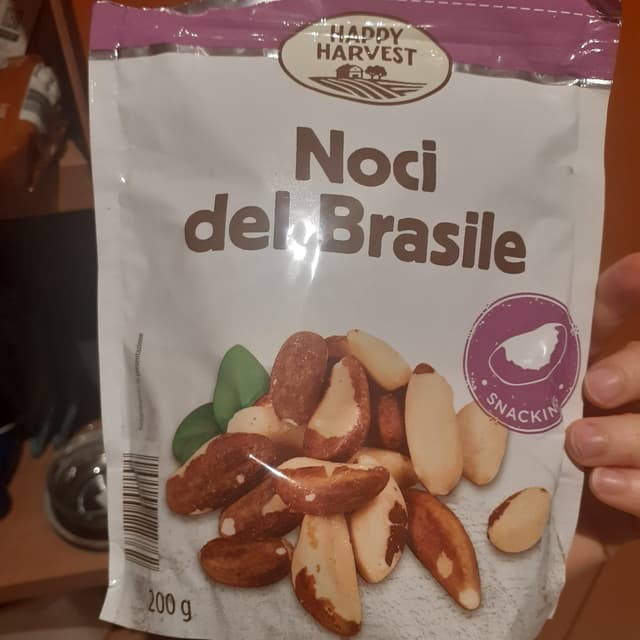 HAPPY
HARVEST
Noci
del Brasile
SNACKING
200 g